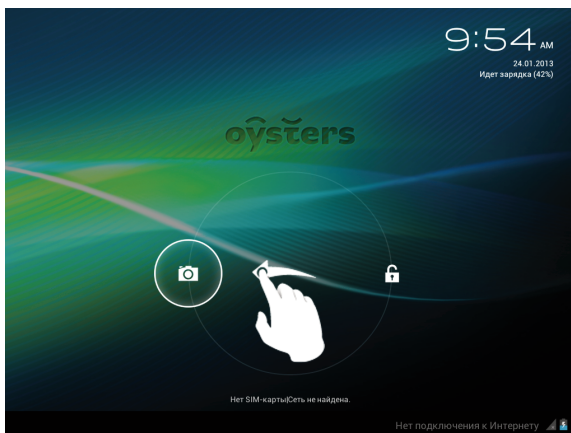 9:54 AM
24.01.2013
Идет зарядка (42%)
oysters
Нет SIM-карты|Сеть не найдена.
Нет подключения к Интернету